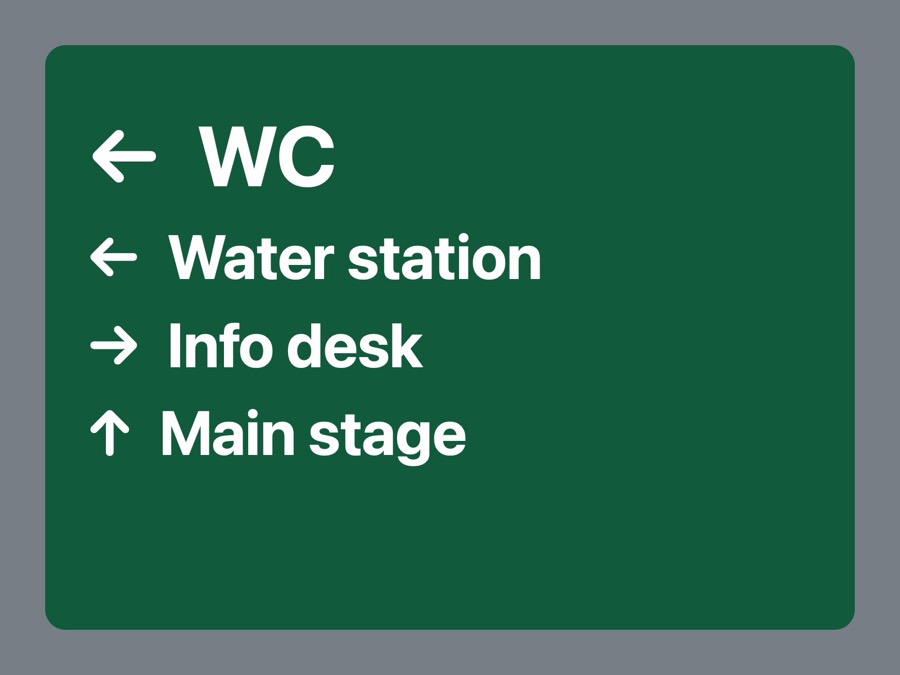 ← WC
← Water station
→ Info desk
↑ Main stage